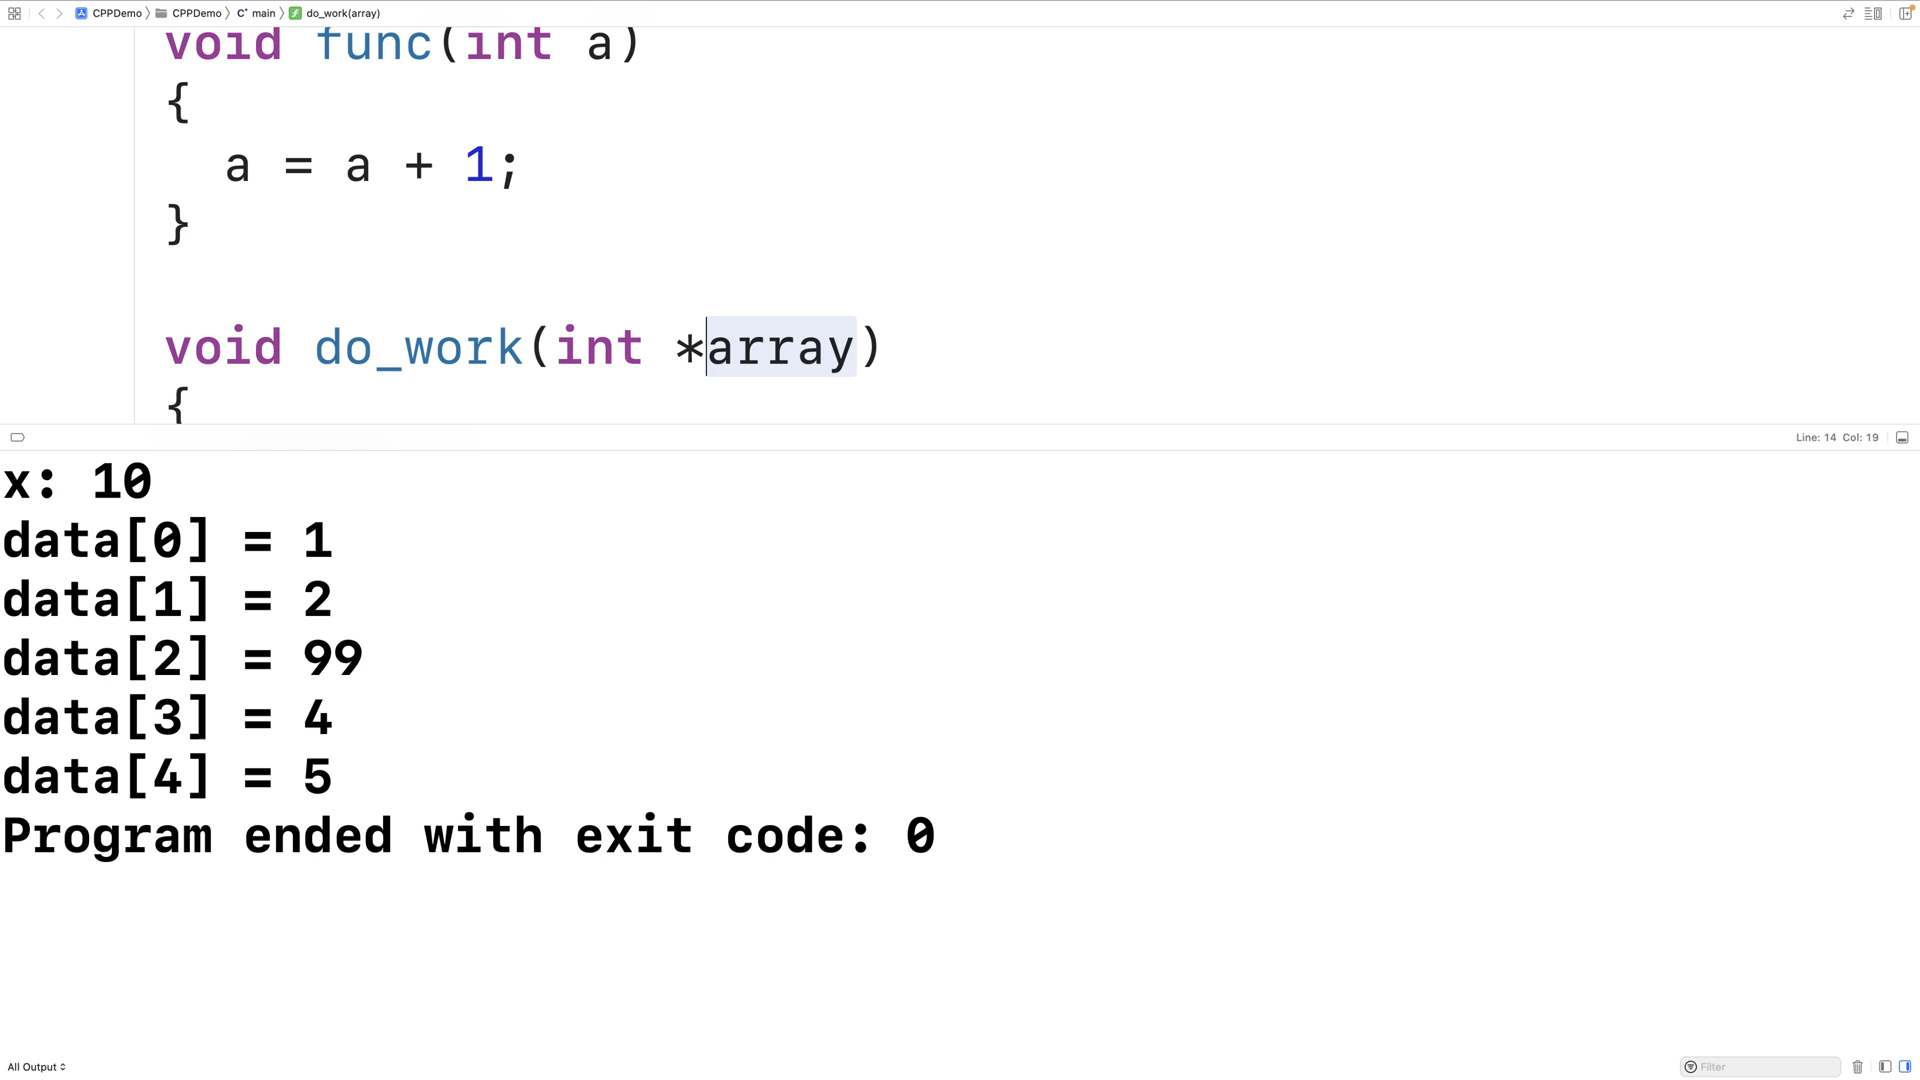 CPPDemo 〉 CPPDemo 〉 C⁺ main 〉 f do_work(array)
void func(int a)
{
a = a + 1;
}
void do_work(int *array)
{
Line: 14 Col: 19
x: 10
data[0] = 1
data[1] = 2
data[2] = 99
data[3] = 4
data[4] = 5
Program ended with exit code: 0
All Output
Filter